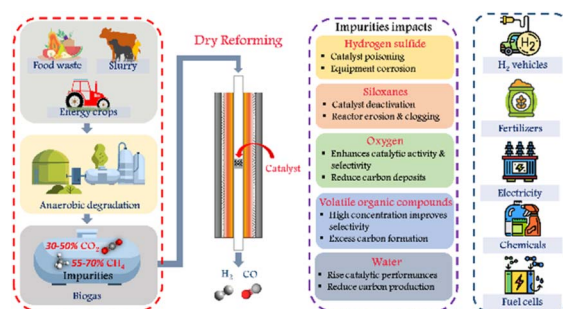 Food waste
Slurry
Energy crops
Anaerobic degradation
30-50% CO2
55-70% CH4
Impurities
Biogas
Dry Reforming
Catalyst
H2 CO
Impurities impacts
Hydrogen sulfide
• Catalyst poisoning
• Equipment corrosion
Siloxanes
• Catalyst deactivation
• Reactor erosion & clogging
Oxygen
• Enhances catalytic activity &
selectivity
• Reduce carbon deposits
Volatile organic compounds
• High concentration improves
selectivity
• Excess carbon formation
Water
• Rise catalytic performances
• Reduce carbon production
H2
H2 vehicles
Fertilizers
Electricity
Chemicals
Fuel cells